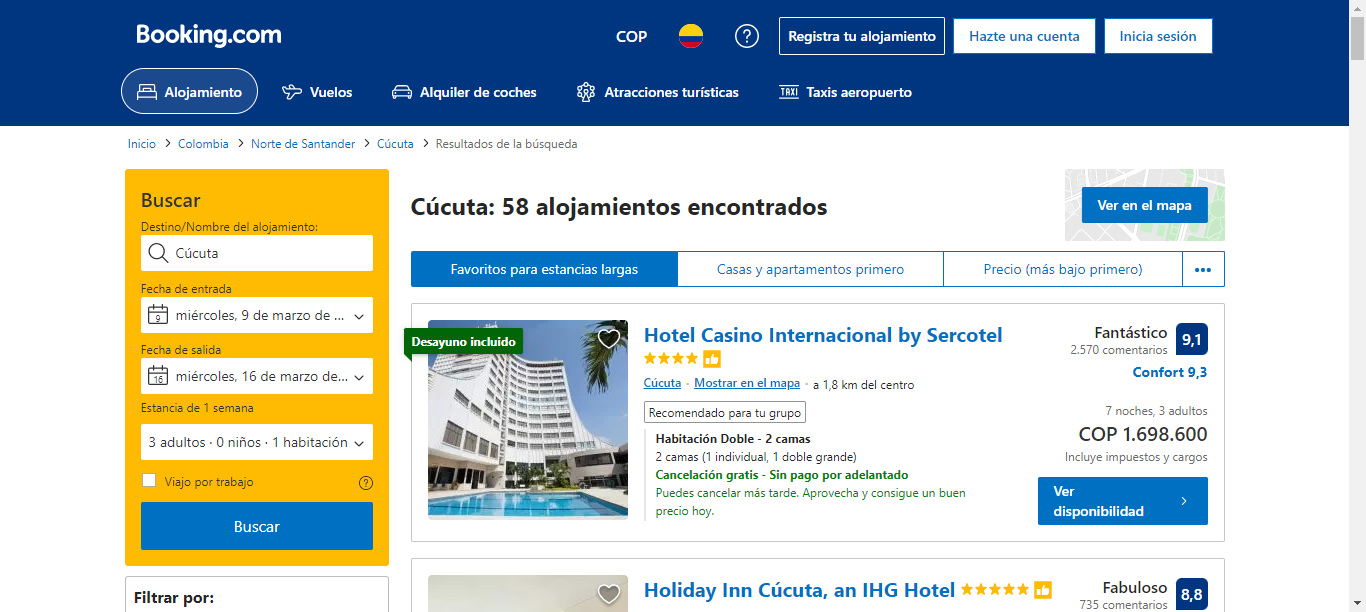 Booking.com
COP
?
Registra tu alojamiento
Hazte una cuenta
Inicia sesión
Alojamiento
Vuelos
Alquiler de coches
Atracciones turísticas
TAXI
Taxis aeropuerto
Inicio > Colombia > Norte de Santander > Cúcuta > Resultados de la búsqueda
Buscar
Destino/Nombre del alojamiento:
Cúcuta
Fecha de entrada
9
miércoles, 9 de marzo de ...
Fecha de salida
16
miércoles, 16 de marzo de...
Estancia de 1 semana
3 adultos · 0 niños · 1 habitación
Viajo por trabajo
?
Buscar
Filtrar por:
Cúcuta: 58 alojamientos encontrados
Ver en el mapa
Favoritos para estancias largas
Casas y apartamentos primero
Precio (más bajo primero)
•••
Desayuno incluido
Hotel Casino Internacional by Sercotel
Cúcuta · Mostrar en el mapa · a 1,8 km del centro
Recomendado para tu grupo
Habitación Doble - 2 camas
2 camas (1 individual, 1 doble grande)
Cancelación gratis - Sin pago por adelantado
Puedes cancelar más tarde. Aprovecha y consigue un buen
precio hoy.
Fantástico
2.570 comentarios
9,1
Confort 9,3
7 noches, 3 adultos
COP 1.698.600
Incluye impuestos y cargos
Ver
disponibilidad
Holiday Inn Cúcuta, an IHG Hotel
Fabuloso
735 comentarios
8,8